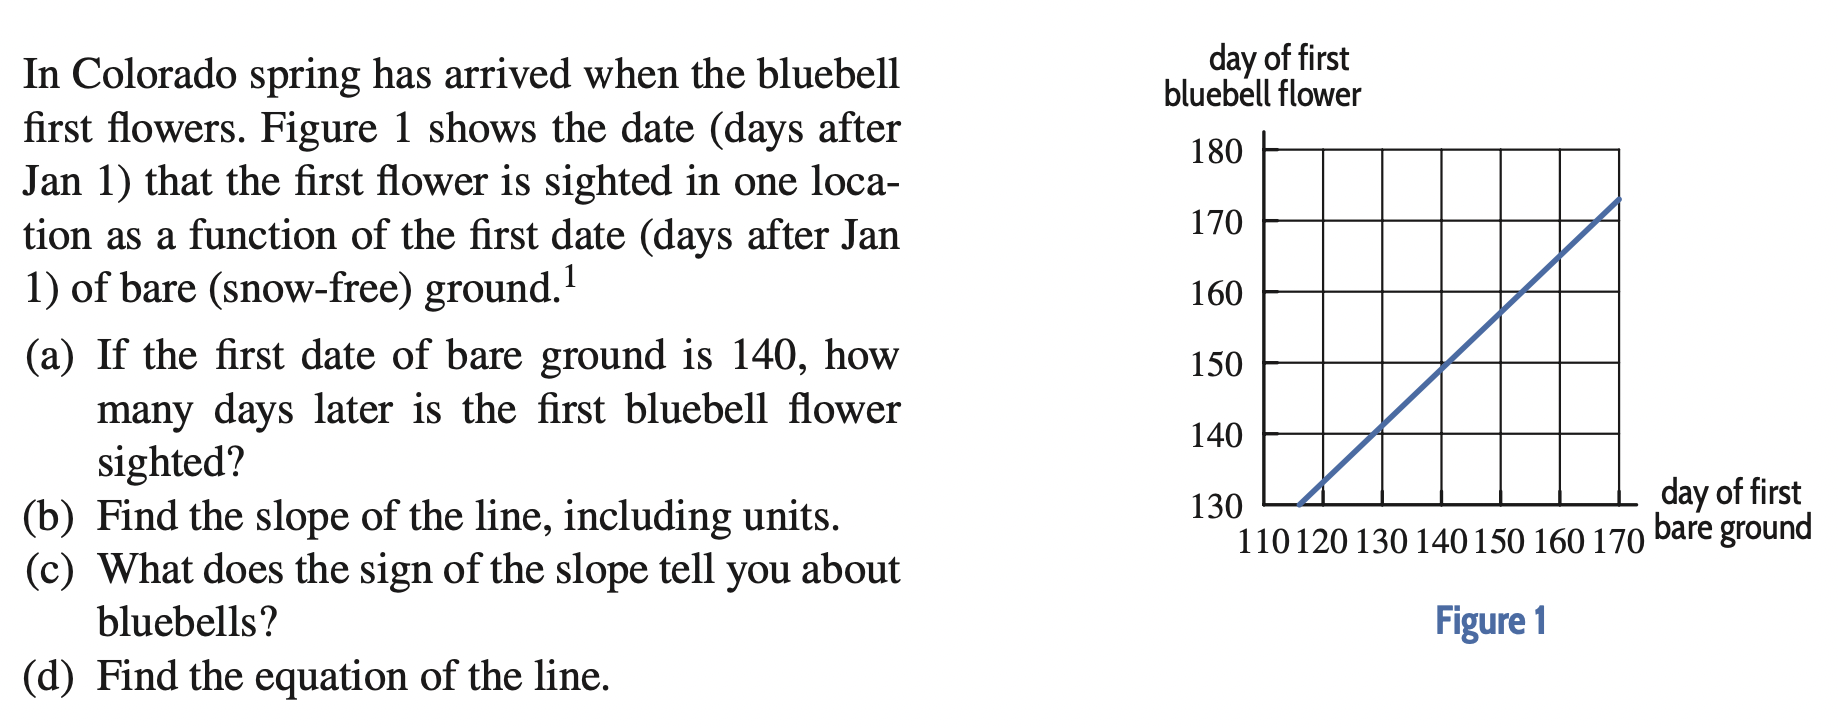 In Colorado spring has arrived when the bluebell
first flowers. Figure 1 shows the date (days after
Jan 1) that the first flower is sighted in one loca-
tion as a function of the first date (days after Jan
1) of bare (snow-free) ground.¹
(a) If the first date of bare ground is 140, how
many days later is the first bluebell flower
sighted?
(b) Find the slope of the line, including units.
(c) What does the sign of the slope tell you about
bluebells?
(d) Find the equation of the line.
day of first
bluebell flower
180
170
160
150
140
130
110 120 130 140 150 160 170
day of first
bare ground
Figure 1